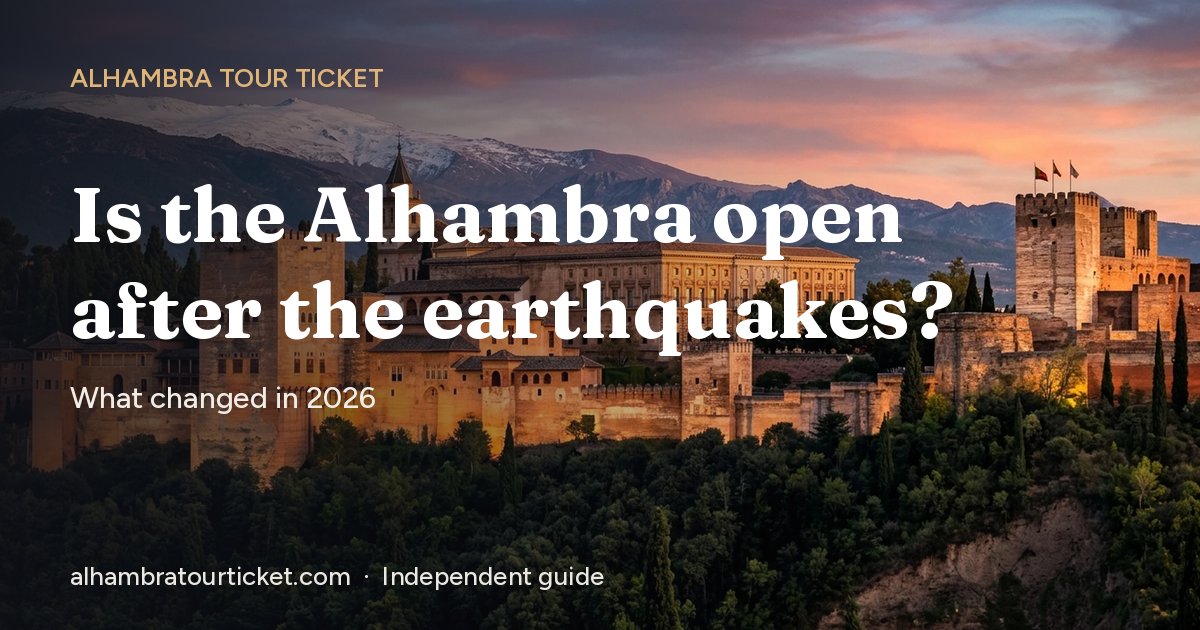 ALHAMBRA TOUR TICKET
Is the Alhambra open
after the earthquakes?
What changed in 2026
alhambratourticket.com · Independent guide